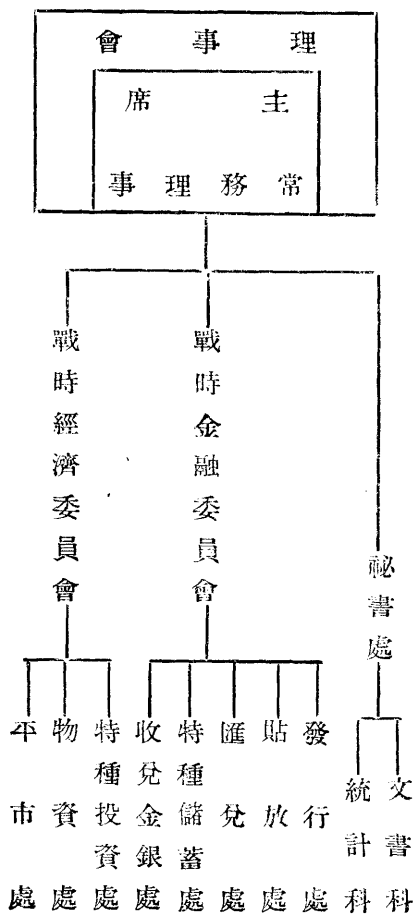 理事會
主席
常務理事
祕書處
文書科
統計科
戰時金融委員會
發行處
貼放處
匯兌處
特種儲蓄處
收兌金銀處
戰時經濟委員會
特種投資處
物資處
平市處